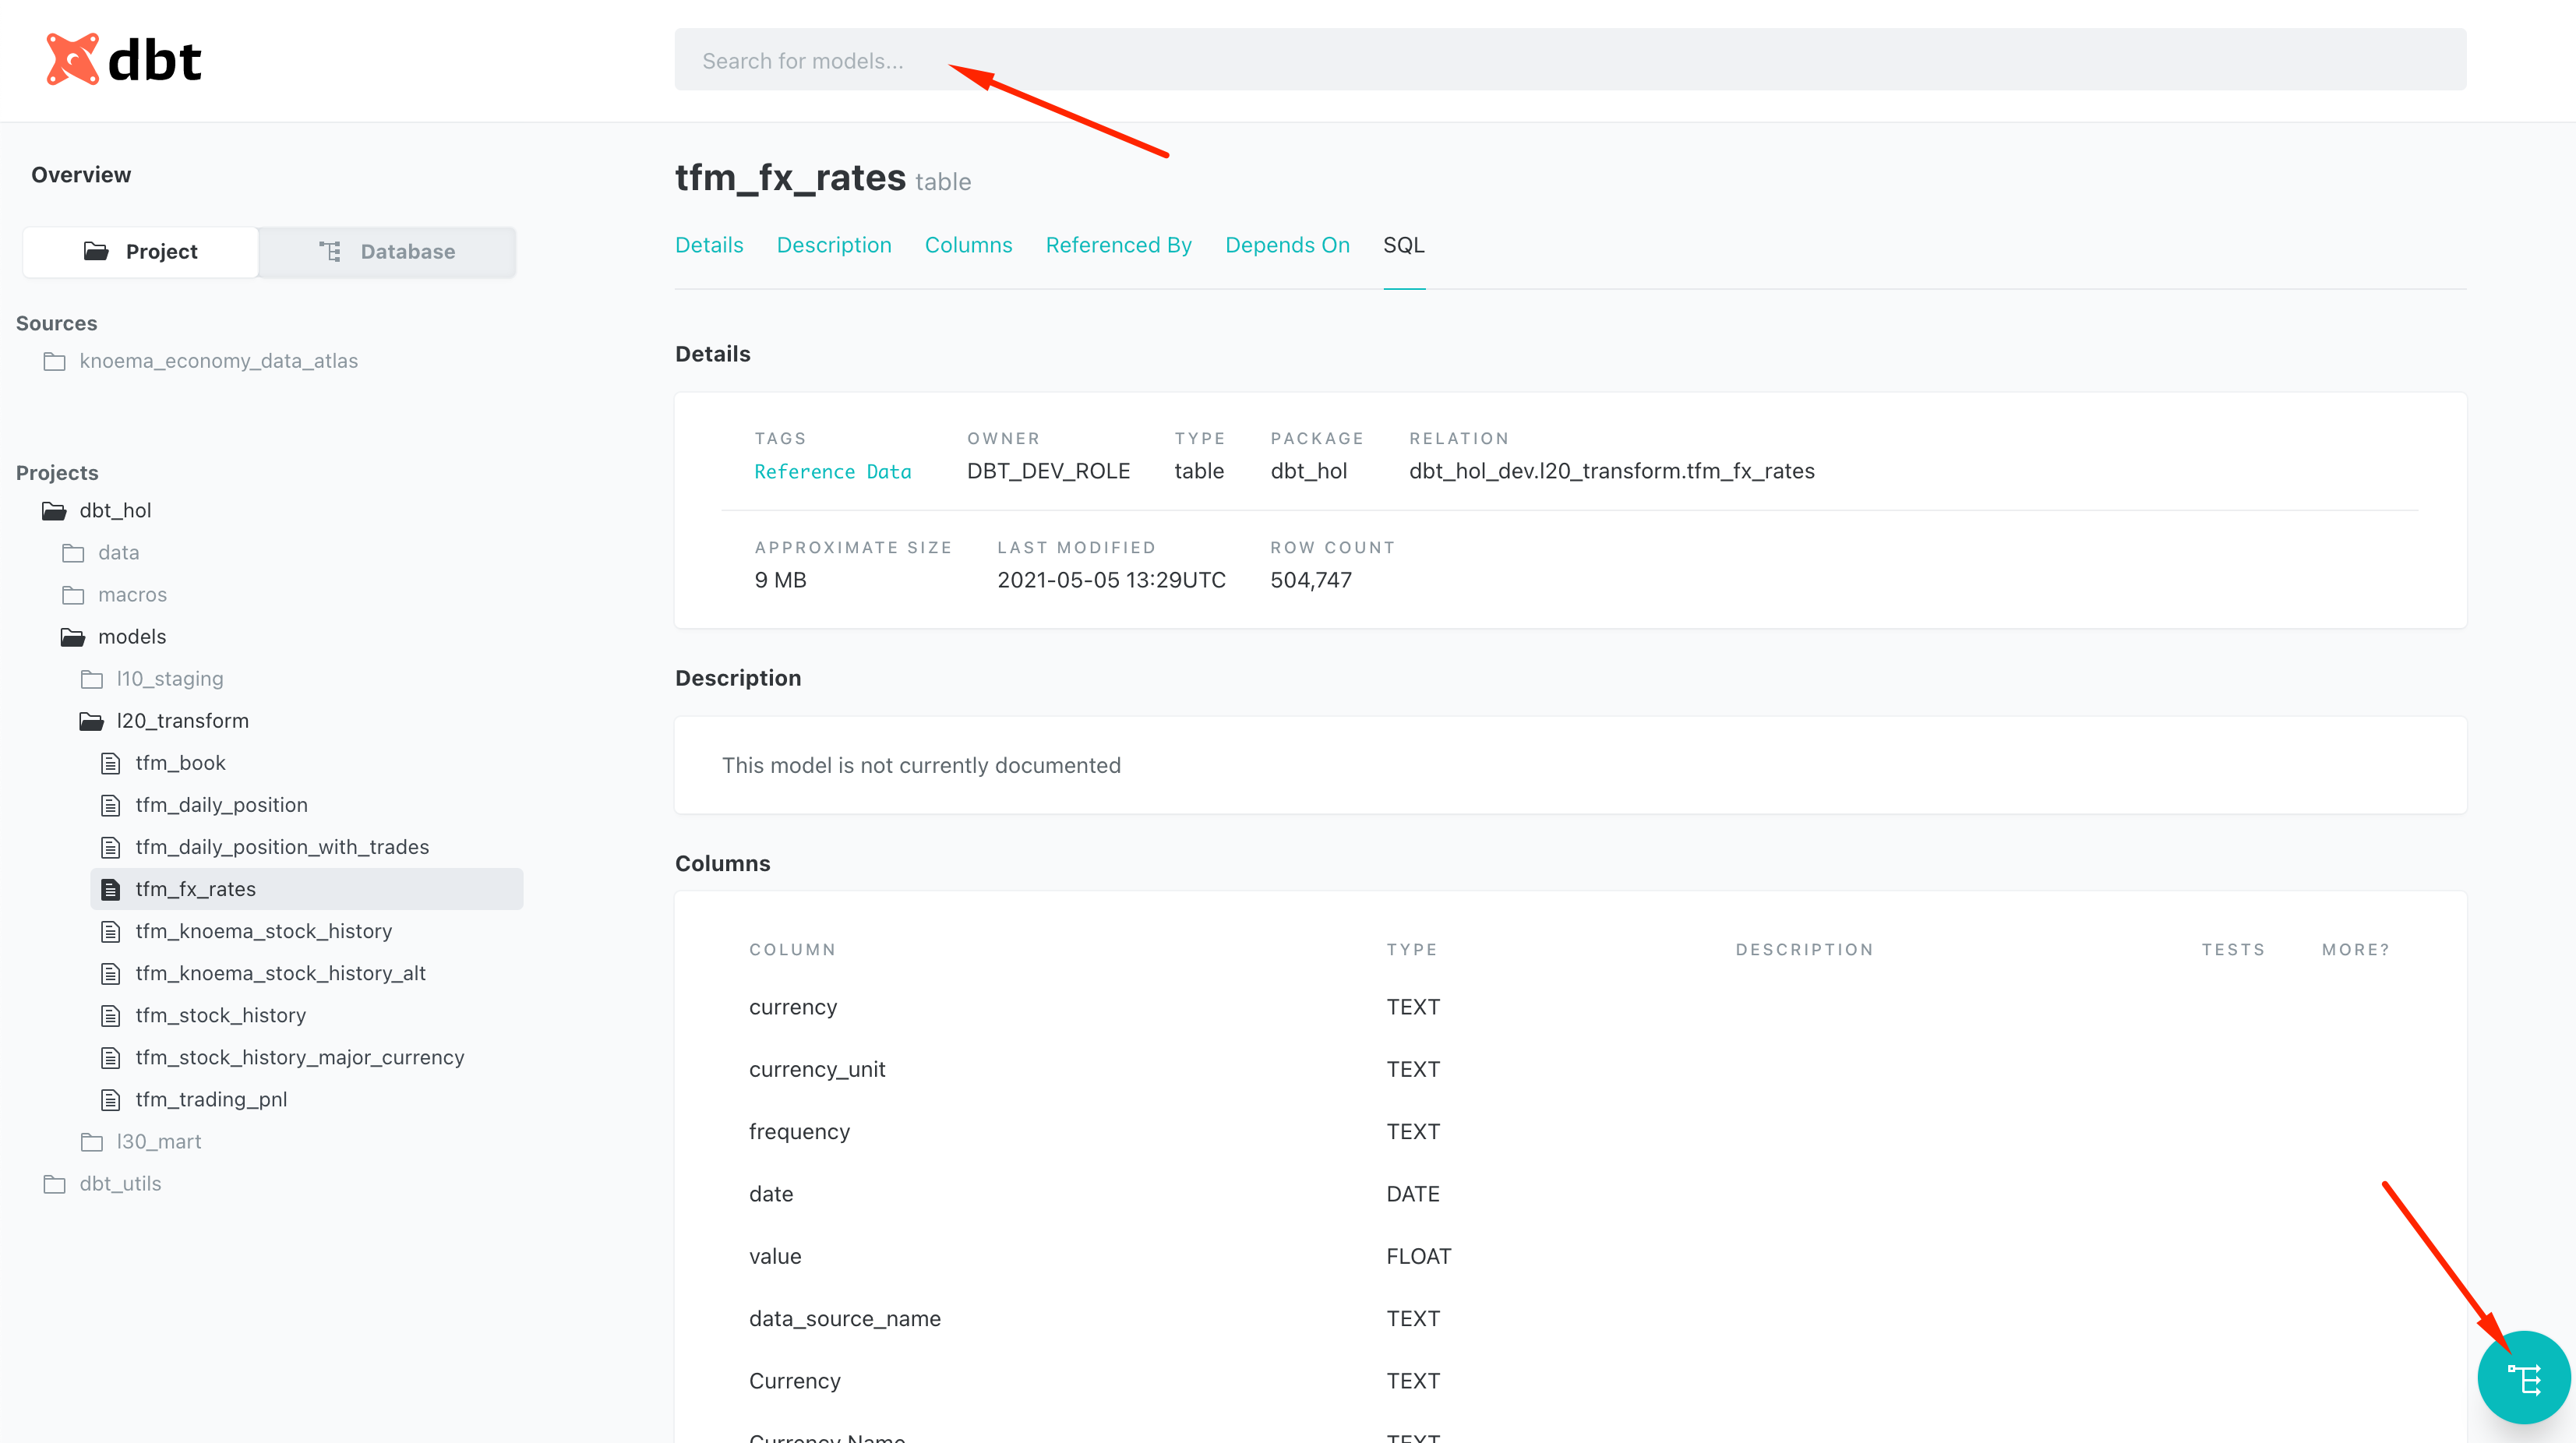 dbt
Search for models...
Overview
Project
Database
Sources
knoema_economy_data_atlas
Projects
dbt_hol
data
macros
models
l10_staging
l20_transform
tfm_book
tfm_daily_position
tfm_daily_position_with_trades
tfm_fx_rates
tfm_knoema_stock_history
tfm_knoema_stock_history_alt
tfm_stock_history
tfm_stock_history_major_currency
tfm_trading_pnl
l30_mart
dbt_utils
tfm_fx_rates table
Details Description Columns Referenced By Depends On SQL
Details
TAGS OWNER TYPE PACKAGE RELATION
Reference Data DBT_DEV_ROLE table dbt_hol dbt_hol_dev.l20_transform.tfm_fx_rates
APPROXIMATE SIZE LAST MODIFIED ROW COUNT
9 MB 2021-05-05 13:29UTC 504,747
Description
This model is not currently documented
Columns
COLUMN TYPE DESCRIPTION TESTS MORE?
currency TEXT
currency_unit TEXT
frequency TEXT
date DATE
value FLOAT
data_source_name TEXT
Currency TEXT
Currency Name TEXT